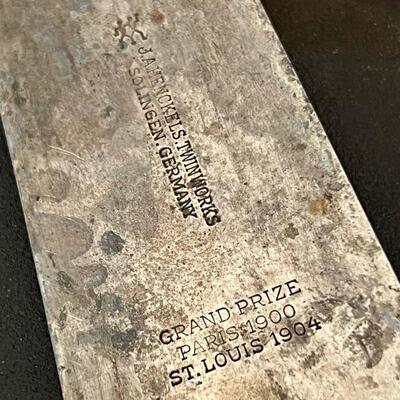 J.A.HENCKELS.TWINWORKS
SOLINGEN.GERMANY
GRAND PRIZE
PARIS 1900
ST. LOUIS 1904